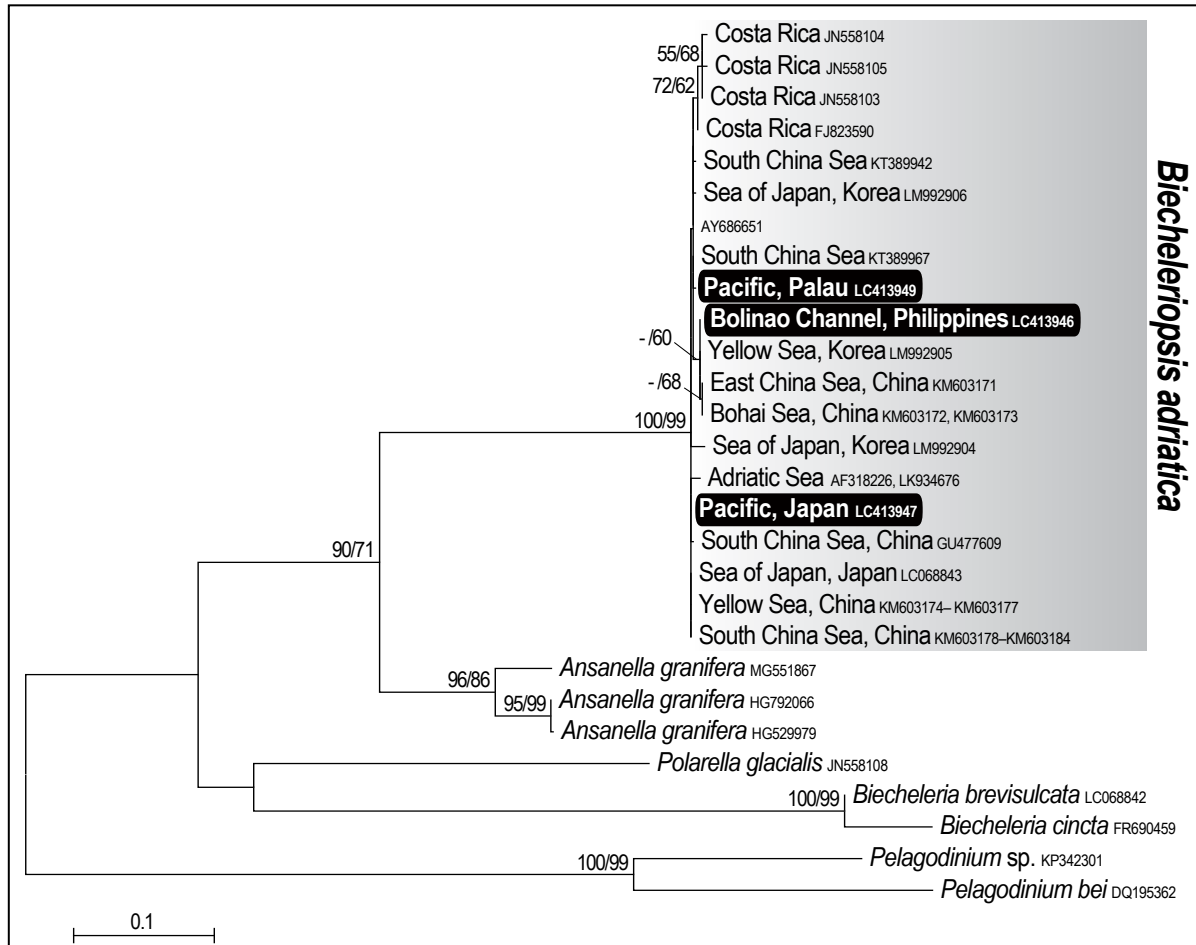 Costa Rica JN558104
55/68
Costa Rica JN558105
72/62
Costa Rica JN558103
Costa Rica FJ823590
South China Sea KT389942
Sea of Japan, Korea LM992906
AY686651
South China Sea KT389967
Pacific, Palau LC413949
Bolinao Channel, Philippines LC413946
- /60
Yellow Sea, Korea LM992905
- /68
East China Sea, China KM603171
Bohai Sea, China KM603172, KM603173
100/99
Sea of Japan, Korea LM992904
Adriatic Sea AF318226, LK934676
Pacific, Japan LC413947
South China Sea, China GU477609
90/71
Sea of Japan, Japan LC068843
Yellow Sea, China KM603174– KM603177
South China Sea, China KM603178–KM603184
Biecheleriopsis adriatica
Ansanella granifera MG551867
96/86
Ansanella granifera HG792066
95/99
Ansanella granifera HG529979
Polarella glacialis JN558108
Biecheleria brevisulcata LC068842
100/99
Biecheleria cincta FR690459
Pelagodinium sp. KP342301
100/99
Pelagodinium bei DQ195362
0.1